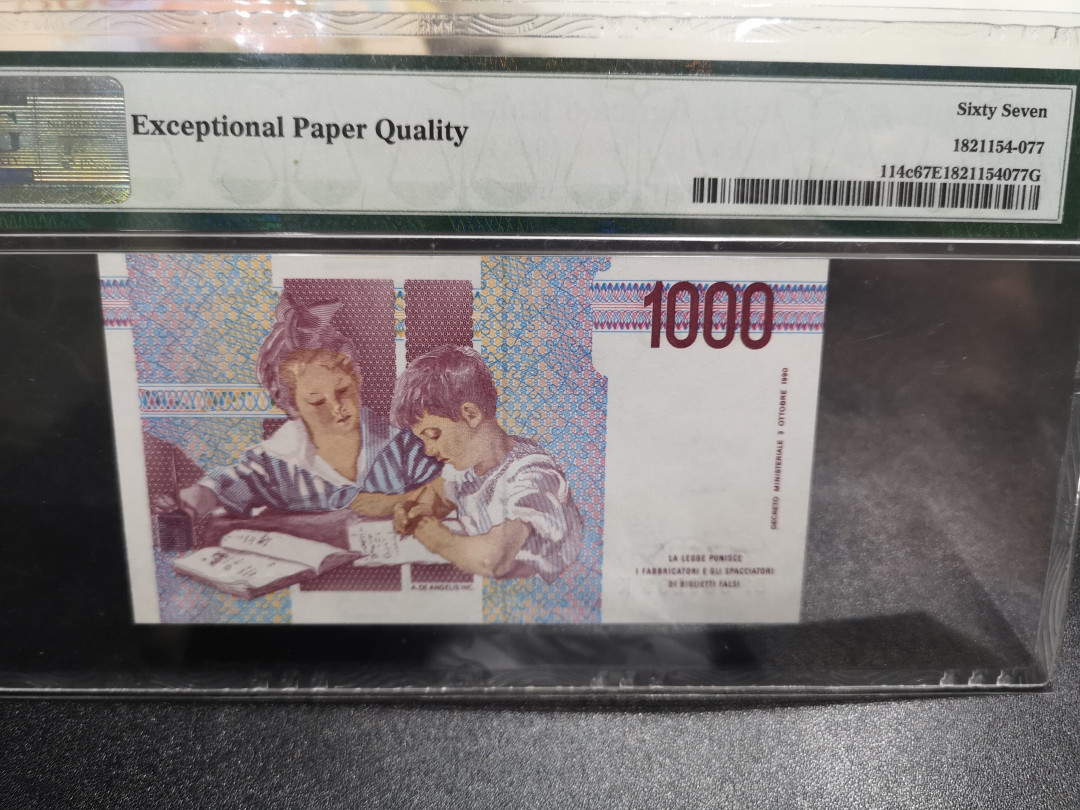 Exceptional Paper Quality
Sixty Seven
1821154-077
114c67E1821154077G
1000
DECRETO MINISTERIALE 3 OTTOBRE 1990
LA LEGGE PUNISCE
I FABBRICATORI E GLI SPACCIATORI
DI BIGLIETTI FALSI
A. DE ANGELIS INC.